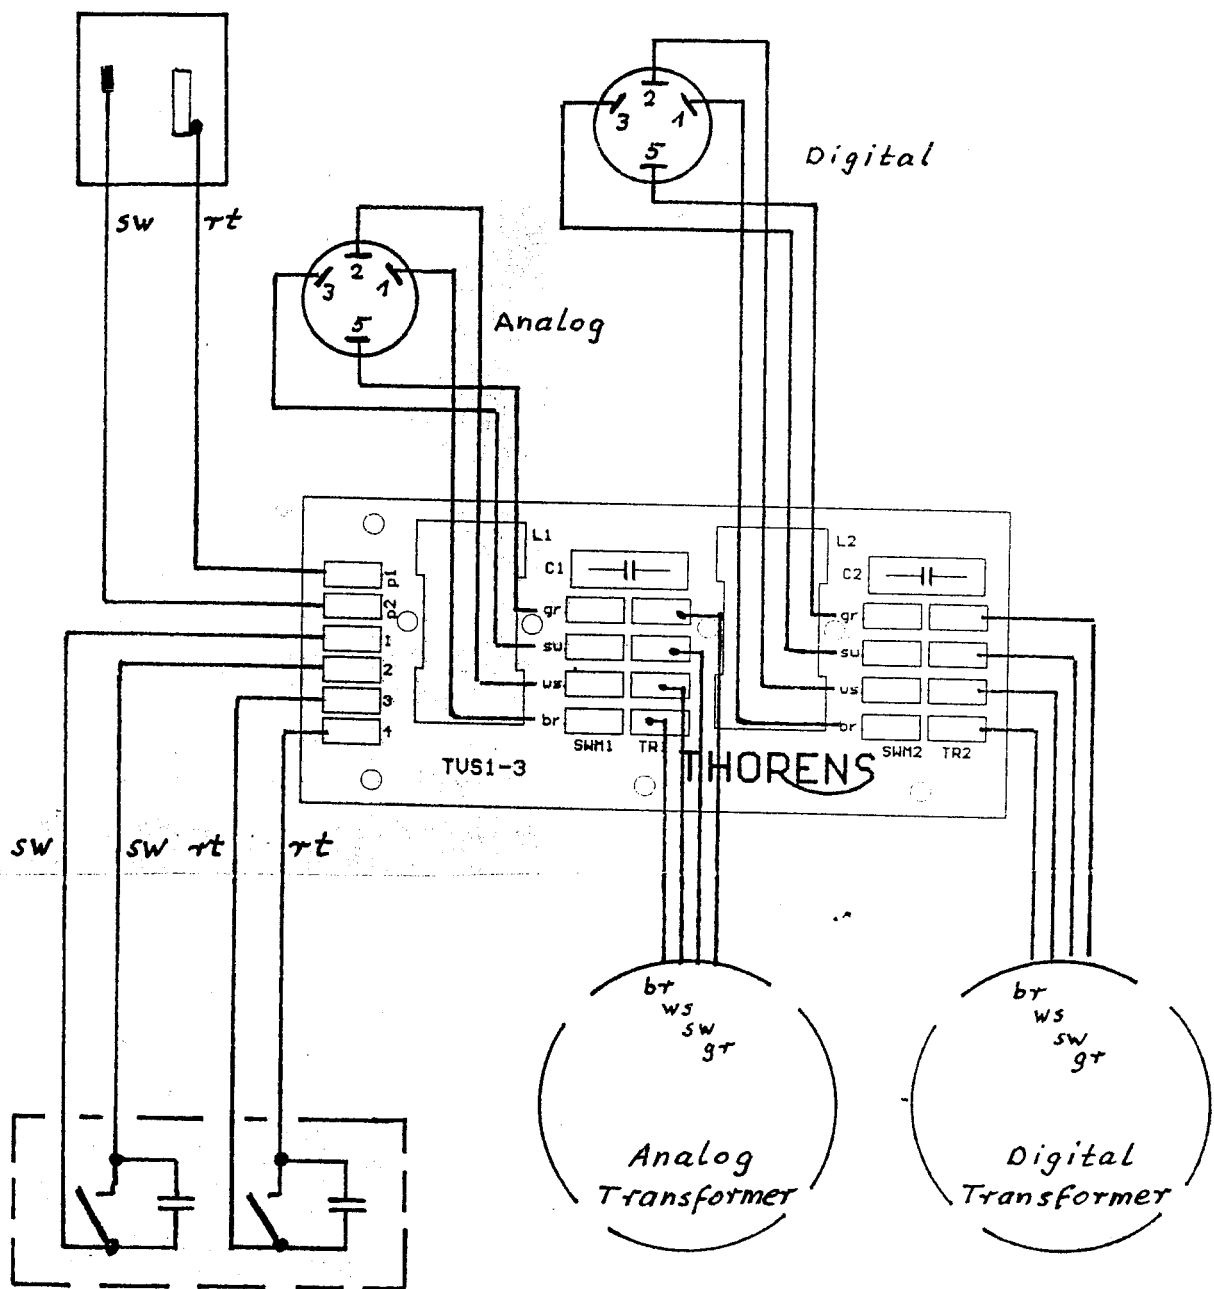 sw rt
2
3 1
5
Digital
2
3 1
5
Analog
L1
L2
C1
C2
p1
p2
1
2
3
4
gr
sw
ws
br
gr
sw
ws
br
SWM1 TR1
SWM2 TR2
TVS1-3
THORENS
sw sw rt rt
br
ws
sw
gr
br
ws
sw
gr
Analog
Transformer
Digital
Transformer